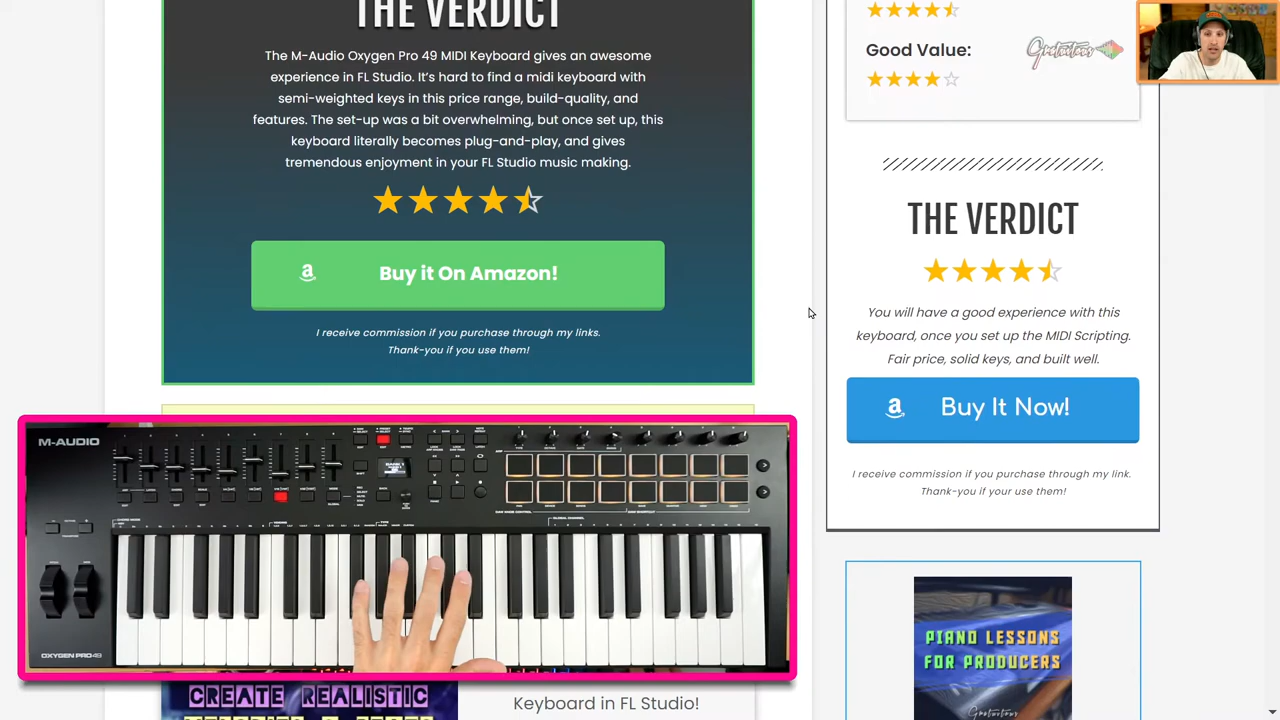 THE VERDICT
The M-Audio Oxygen Pro 49 MIDI Keyboard gives an awesome
experience in FL Studio. It's hard to find a midi keyboard with
semi-weighted keys in this price range, build-quality, and
features. The set-up was a bit overwhelming, but once set up, this
keyboard literally becomes plug-and-play, and gives
tremendous enjoyment in your FL Studio music making.
Buy it On Amazon!
I receive commission if you purchase through my links.
Thank-you if you use them!
Good Value:
THE VERDICT
You will have a good experience with this
keyboard, once you set up the MIDI Scripting.
Fair price, solid keys, and built well.
Buy It Now!
I receive commission if you purchase through my link.
Thank-you if your use them!
M-AUDIO
OXYGEN PRO 49
CREATE REALISTIC
Keyboard in FL Studio!
PIANO LESSONS
FOR PRODUCERS